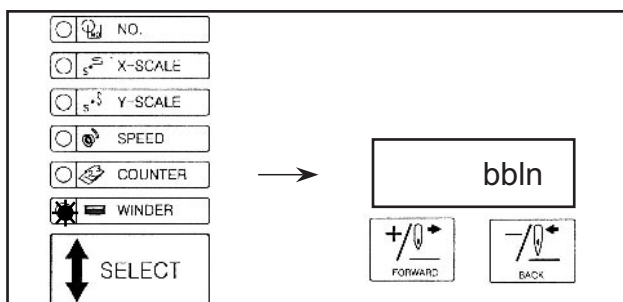 NO.
X-SCALE
Y-SCALE
SPEED
COUNTER
WINDER
SELECT
bbln
+/
FORWARD
−/
BACK